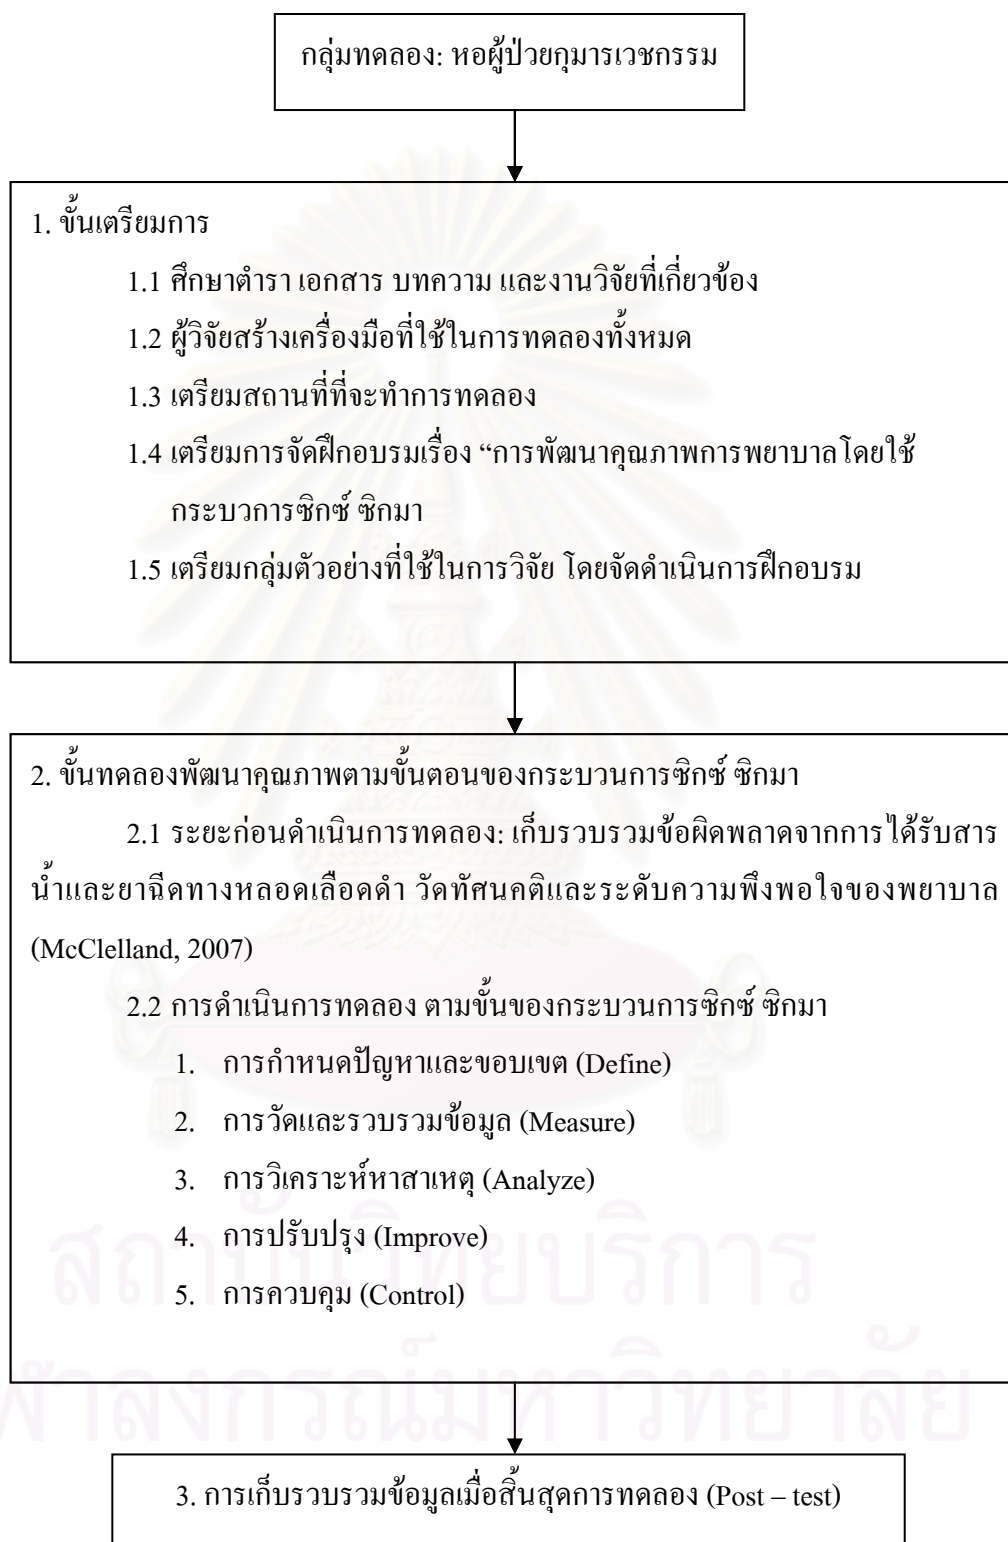 กลุ่มทดลอง: หอผู้ป่วยกุมารเวชกรรม
1. ขั้นเตรียมการ
1.1 ศึกษาตำรา เอกสาร บทความ และงานวิจัยที่เกี่ยวข้อง
1.2 ผู้วิจัยสร้างเครื่องมือที่ใช้ในการทดลองทั้งหมด
1.3 เตรียมสถานที่ที่จะทำการทดลอง
1.4 เตรียมการจัดฝึกอบรมเรื่อง “การพัฒนาคุณภาพการพยาบาลโดยใช้
กระบวการซิกซ์ ซิกมา
1.5 เตรียมกลุ่มตัวอย่างที่ใช้ในการวิจัย โดยจัดดำเนินการฝึกอบรม
2. ขั้นทดลองพัฒนาคุณภาพตามขั้นตอนของกระบวนการซิกซ์ ซิกมา
2.1 ระยะก่อนดำเนินการทดลอง: เก็บรวบรวมข้อผิดพลาดจากการได้รับสาร
น้ำและยาฉีดทางหลอดเลือดดำ วัดทัศนคติและระดับความพึงพอใจของพยาบาล
(McClelland, 2007)
2.2 การดำเนินการทดลอง ตามขั้นของกระบวนการซิกซ์ ซิกมา
1. การกำหนดปัญหาและขอบเขต (Define)
2. การวัดและรวบรวมข้อมูล (Measure)
3. การวิเคราะห์หาสาเหตุ (Analyze)
4. การปรับปรุง (Improve)
5. การควบคุม (Control)
สถาบันวิทยบริการ
ฬาลงกรณ์มหาวิทยาลัย
3. การเก็บรวบรวมข้อมูลเมื่อสิ้นสุดการทดลอง (Post – test)